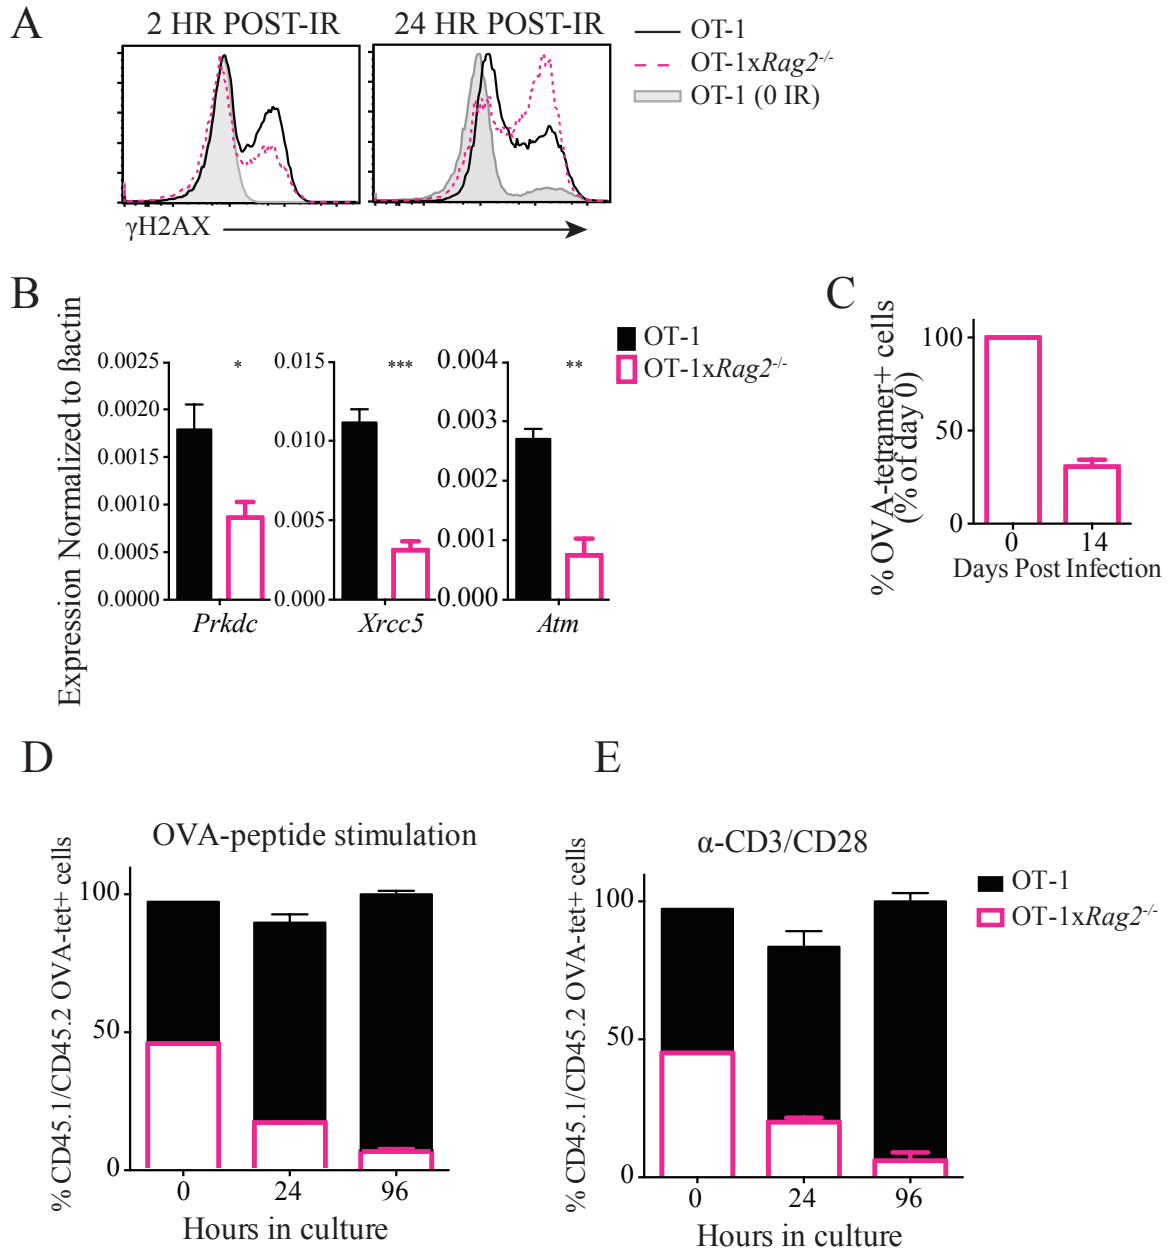 A
2 HR POST-IR
24 HR POST-IR
OT-1
OT-1xRag2-/-
OT-1 (0 IR)
γH2AX
B
Expression Normalized to ßactin
0.0025
0.0020
0.0015
0.0010
0.0005
0.0000
*
Prkdc
0.015
0.010
0.005
0.000
***
Xrcc5
0.004
0.003
0.002
0.001
0.000
**
Atm
OT-1
OT-1xRag2-/-
C
% OVA-tetramer+ cells
(% of day 0)
100
50
0
0
14
Days Post Infection
D
OVA-peptide stimulation
% CD45.1/CD45.2 OVA-tet+ cells
100
50
0
0
24
96
Hours in culture
E
α-CD3/CD28
% CD45.1/CD45.2 OVA-tet+ cells
100
50
0
0
24
96
Hours in culture
OT-1
OT-1xRag2-/-